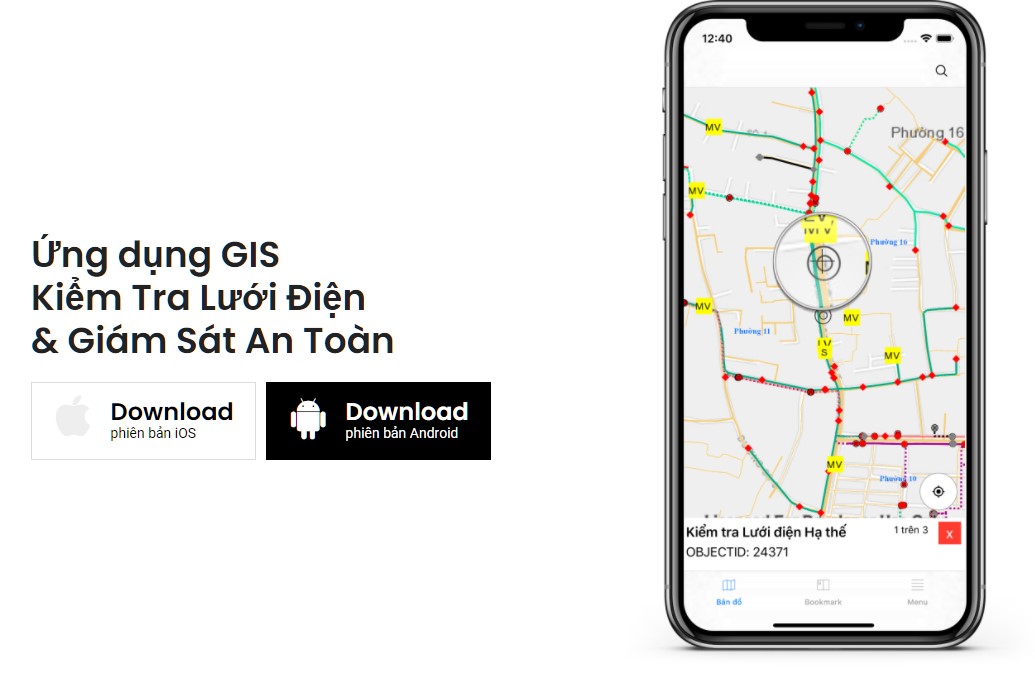 Ứng dụng GIS
Kiểm Tra Lưới Điện
& Giám Sát An Toàn
Download
phiên bản iOS
Download
phiên bản Android
12:40
MV
Phường 16
MV
MV
Phường 16
MV
MV
Phường 11
LV
S
MV
MV
Phường 10
Kiểm tra Lưới điện Hạ thế
1 trên 3
X
OBJECTID: 24371
Bản đồ
Bookmark
Menu